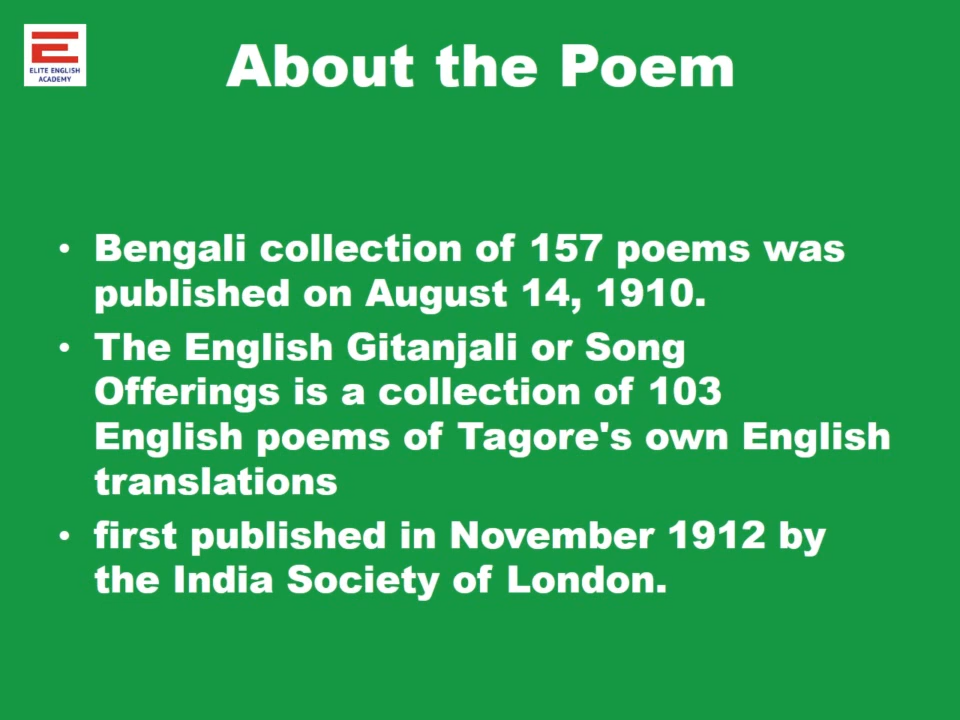 ELITE ENGLISH
ACADEMY
About the Poem
• Bengali collection of 157 poems was
published on August 14, 1910.
• The English Gitanjali or Song
Offerings is a collection of 103
English poems of Tagore's own English
translations
• first published in November 1912 by
the India Society of London.